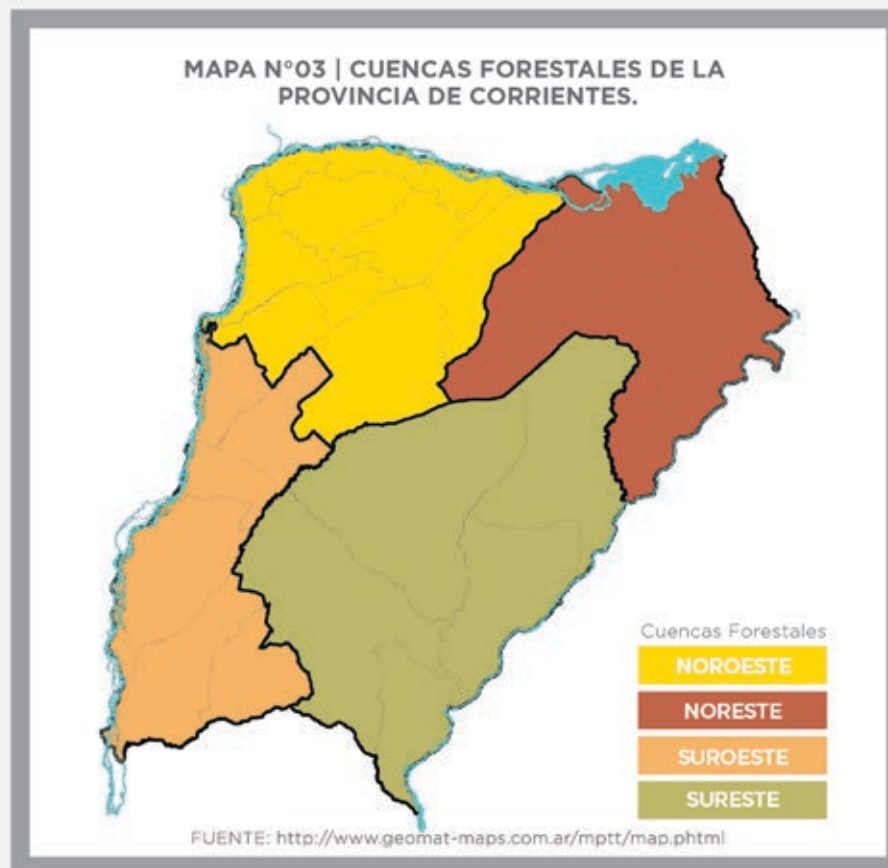 MAPA N°03 | CUENCAS FORESTALES DE LA
PROVINCIA DE CORRIENTES.
Cuencas Forestales
NOROESTE
NORESTE
SUROESTE
SURESTE
FUENTE: http://www.geomat-maps.com.ar/mptt/map.phtml